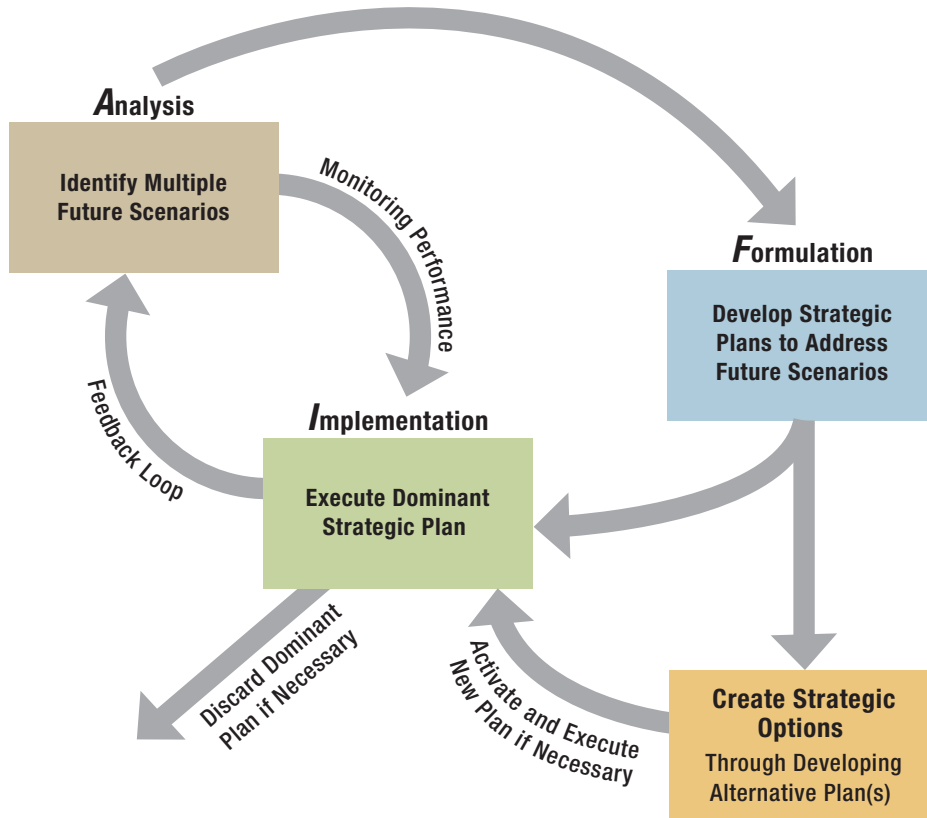 Analysis
Identify Multiple
Future Scenarios
Monitoring Performance
Formulation
Develop Strategic
Plans to Address
Future Scenarios
Feedback Loop
Implementation
Execute Dominant
Strategic Plan
Discard Dominant
Plan if Necessary
Activate and Execute
New Plan if Necessary
Create Strategic
Options
Through Developing
Alternative Plan(s)